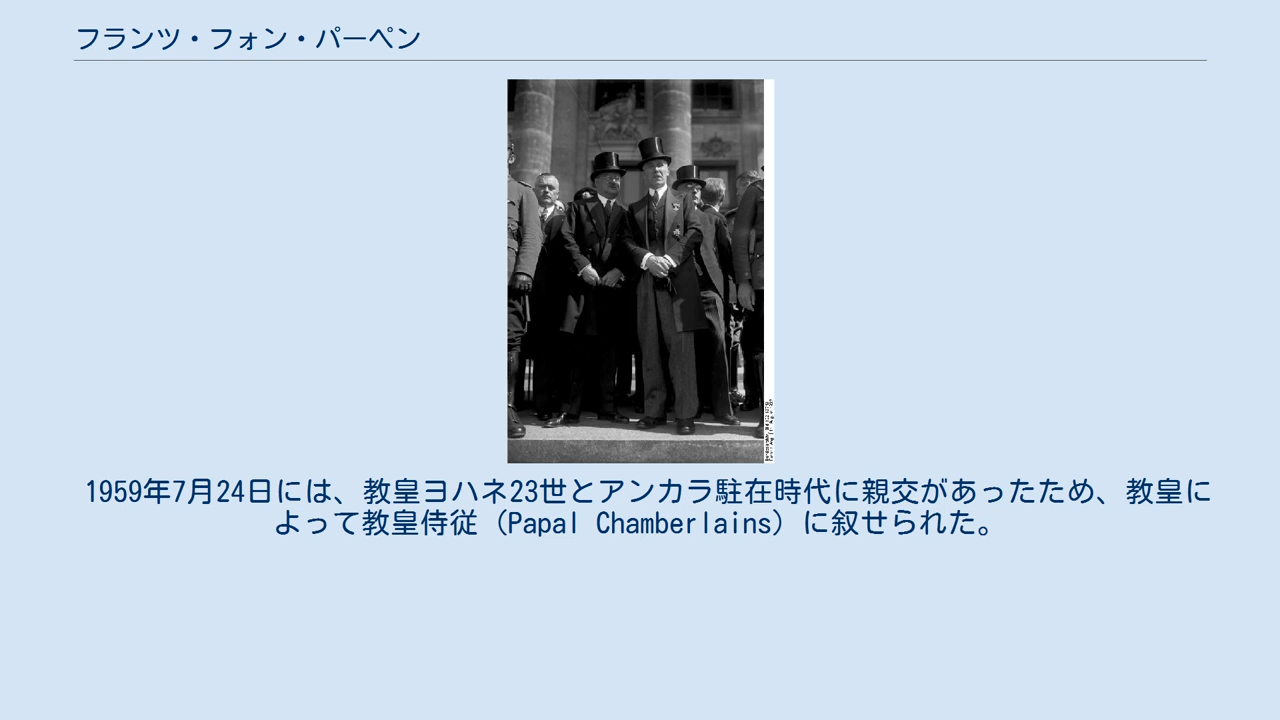 フランツ・フォン・パーペン
1959年7月24日には、教皇ヨハネ23世とアンカラ駐在時代に親交があったため、教皇に
よって教皇侍従（Papal Chamberlains）に叙せられた。